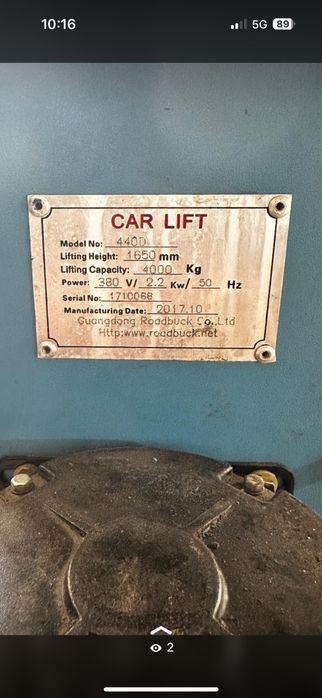 10:16 5G 89
CAR LIFT
Model No: 440D
Lifting Height: 1650 mm
Lifting Capacity: 4000 Kg
Power: 380 V/ 2.2 Kw/ 50 Hz
Serial No: 1710068
Manufacturing Date: 2017.10
Guangdong Roadbuck Co.,Ltd
Http:www.roadbuck.net
2